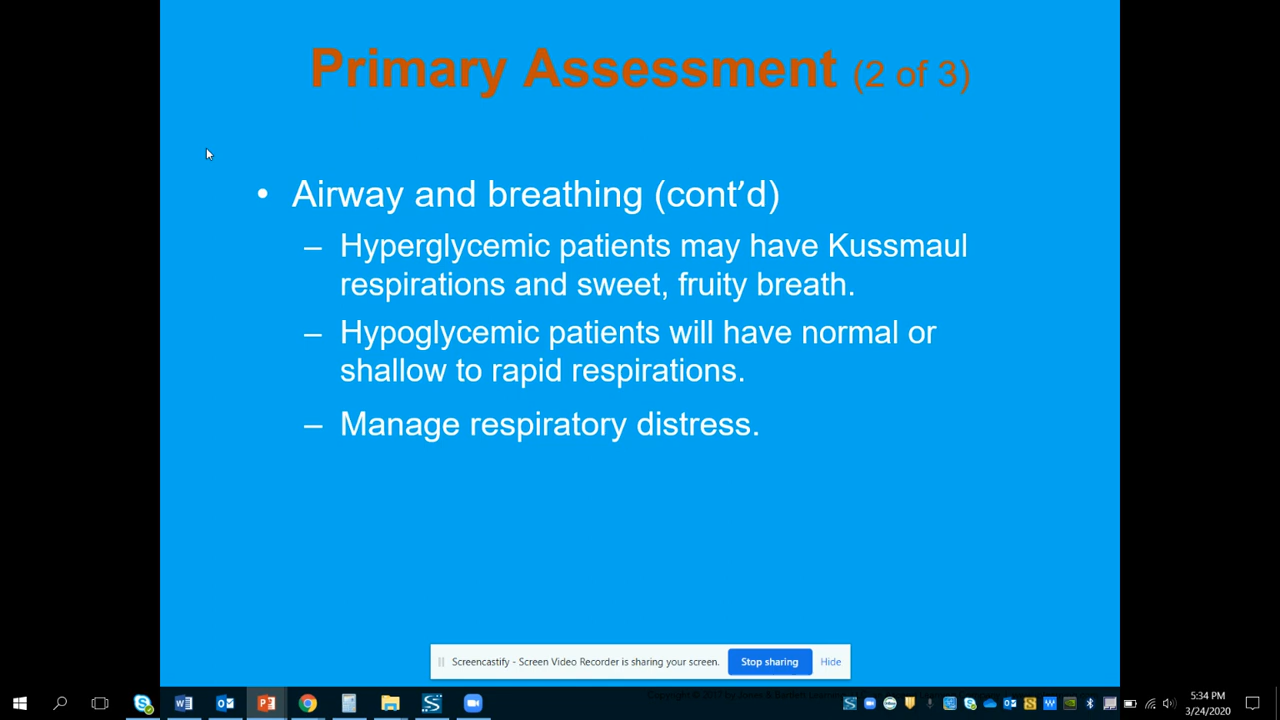 Primary Assessment (2 of 3)
• Airway and breathing (cont’d)
– Hyperglycemic patients may have Kussmaul
respirations and sweet, fruity breath.
– Hypoglycemic patients will have normal or
shallow to rapid respirations.
– Manage respiratory distress.
Screencastify - Screen Video Recorder is sharing your screen. Stop sharing Hide
5:34 PM
3/24/2020